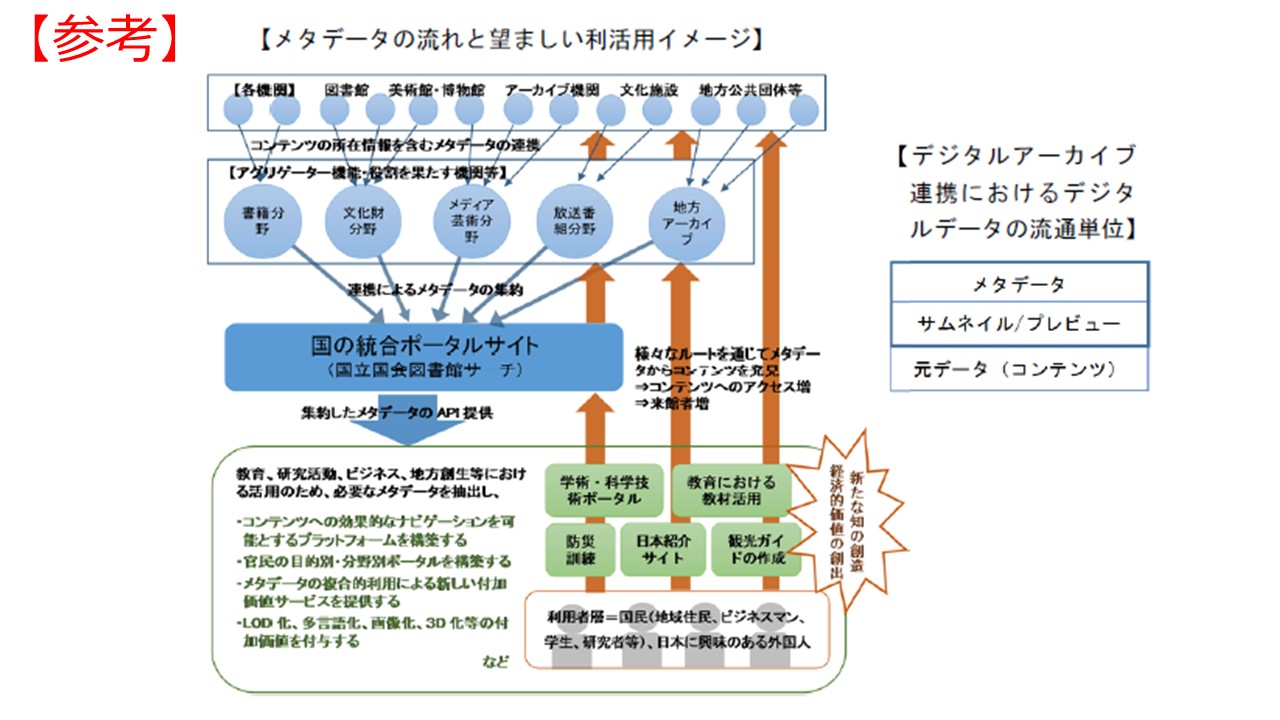 【参考】
【メタデータの流れと望ましい利活用イメージ】
【各機関】 図書館 美術館・博物館 アーカイブ機関 文化施設 地方公共団体等
コンテンツの所在情報を含むメタデータの連携
【アグリゲーター機能・役割を果たす機関等】
書籍分
野
文化財
分野
メディア
芸術分
野
放送番
組分野
地方
アーカイ
ブ
連携によるメタデータの集約
国の統合ポータルサイト
(国立国会図書館サーチ)
様々なルートを通じてメタデー
タからコンテンツを発見
⇒コンテンツへのアクセス増
⇒来館者増
集約したメタデータの API 提供
教育、研究活動、ビジネス、地方創生等におけ
る活用のため、必要なメタデータを抽出し、
・コンテンツへの効果的なナビゲーションを可
能とするプラットフォームを構築する
・官民の目的別・分野別ポータルを構築する
・メタデータの複合的利用による新しい付加
価値サービスを提供する
・LOD 化、多言語化、画像化、3D 化等の付
加価値を付与する
など
学術・科学技
術ポータル
教育における
教材活用
防災
訓練
日本紹介
サイト
観光ガイ
ドの作成
新たな知の創造
経済的価値の創出
利用者層=国民(地域住民、ビジネスマン、
学生、研究者等)、日本に興味のある外国人
【デジタルアーカイブ
連携におけるデジタ
ルデータの流通単位】
メタデータ
サムネイル/プレビュー
元データ(コンテンツ)